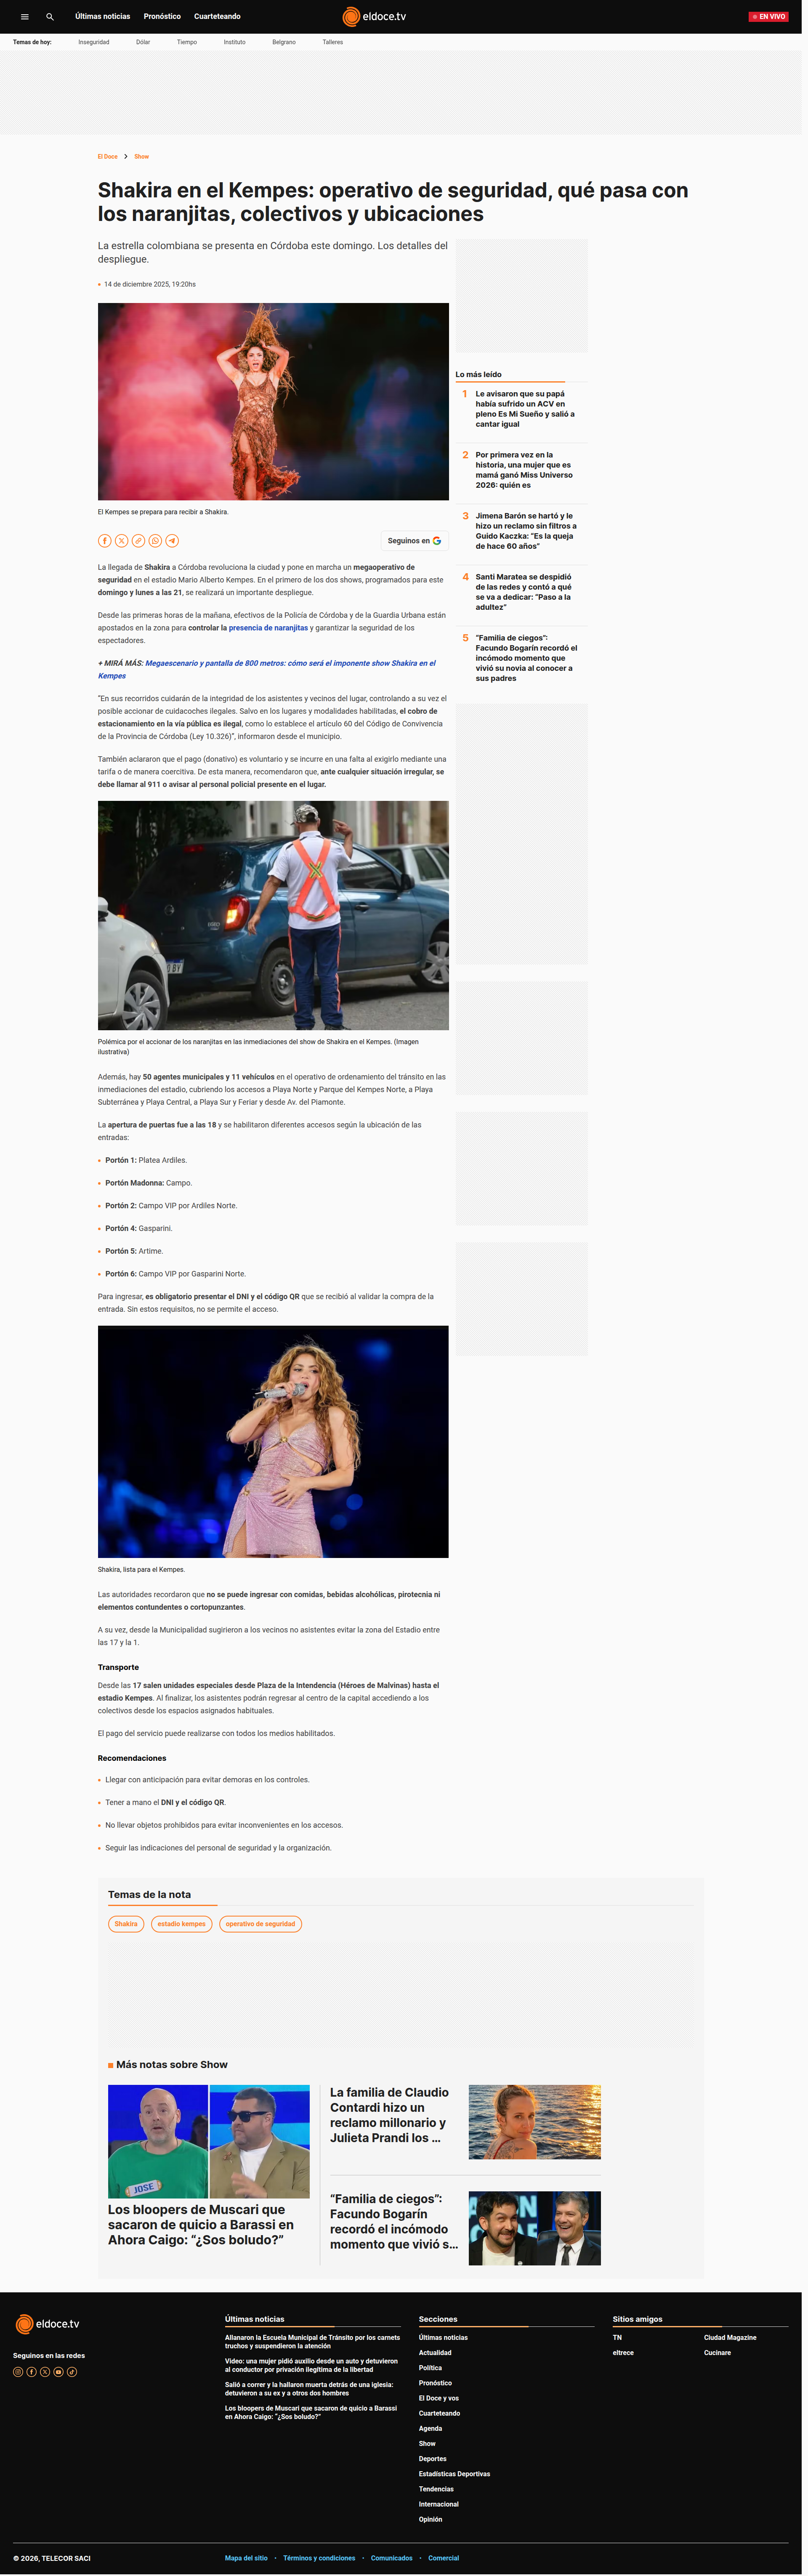 Últimas noticias
Pronóstico
Cuarteteando
eldoce.tv
EN VIVO
Temas de hoy:
Inseguridad
Dólar
Tiempo
Instituto
Belgrano
Talleres
El Doce
Show
Shakira en el Kempes: operativo de seguridad, qué pasa con
los naranjitas, colectivos y ubicaciones
La estrella colombiana se presenta en Córdoba este domingo. Los detalles del
despliegue.
14 de diciembre 2025, 19:20hs
El Kempes se prepara para recibir a Shakira.
Seguinos en
La llegada de Shakira a Córdoba revoluciona la ciudad y pone en marcha un megaoperativo de
seguridad en el estadio Mario Alberto Kempes. En el primero de los dos shows, programados para este
domingo y lunes a las 21, se realizará un importante despliegue.
Desde las primeras horas de la mañana, efectivos de la Policía de Córdoba y de la Guardia Urbana están
apostados en la zona para controlar la presencia de naranjitas y garantizar la seguridad de los
espectadores.
+ MIRÁ MÁS: Megaescenario y pantalla de 800 metros: cómo será el imponente show Shakira en el
Kempes
“En sus recorridos cuidarán de la integridad de los asistentes y vecinos del lugar, controlando a su vez el
posible accionar de cuidacoches ilegales. Salvo en los lugares y modalidades habilitadas, el cobro de
estacionamiento en la vía pública es ilegal, como lo establece el artículo 60 del Código de Convivencia
de la Provincia de Córdoba (Ley 10.326)”, informaron desde el municipio.
También aclararon que el pago (donativo) es voluntario y se incurre en una falta al exigirlo mediante una
tarifa o de manera coercitiva. De esta manera, recomendaron que, ante cualquier situación irregular, se
debe llamar al 911 o avisar al personal policial presente en el lugar.
Polémica por el accionar de los naranjitas en las inmediaciones del show de Shakira en el Kempes. (Imagen
ilustrativa)
Además, hay 50 agentes municipales y 11 vehículos en el operativo de ordenamiento del tránsito en las
inmediaciones del estadio, cubriendo los accesos a Playa Norte y Parque del Kempes Norte, a Playa
Subterránea y Playa Central, a Playa Sur y Feriar y desde Av. del Piamonte.
La apertura de puertas fue a las 18 y se habilitaron diferentes accesos según la ubicación de las
entradas:
Portón 1: Platea Ardiles.
Portón Madonna: Campo.
Portón 2: Campo VIP por Ardiles Norte.
Portón 4: Gasparini.
Portón 5: Artime.
Portón 6: Campo VIP por Gasparini Norte.
Para ingresar, es obligatorio presentar el DNI y el código QR que se recibió al validar la compra de la
entrada. Sin estos requisitos, no se permite el acceso.
Shakira, lista para el Kempes.
Las autoridades recordaron que no se puede ingresar con comidas, bebidas alcohólicas, pirotecnia ni
elementos contundentes o cortopunzantes.
A su vez, desde la Municipalidad sugirieron a los vecinos no asistentes evitar la zona del Estadio entre
las 17 y la 1.
Transporte
Desde las 17 salen unidades especiales desde Plaza de la Intendencia (Héroes de Malvinas) hasta el
estadio Kempes. Al finalizar, los asistentes podrán regresar al centro de la capital accediendo a los
colectivos desde los espacios asignados habituales.
El pago del servicio puede realizarse con todos los medios habilitados.
Recomendaciones
Llegar con anticipación para evitar demoras en los controles.
Tener a mano el DNI y el código QR.
No llevar objetos prohibidos para evitar inconvenientes en los accesos.
Seguir las indicaciones del personal de seguridad y la organización.
Lo más leído
1
Le avisaron que su papá
había sufrido un ACV en
pleno Es Mi Sueño y salió a
cantar igual
2
Por primera vez en la
historia, una mujer que es
mamá ganó Miss Universo
2026: quién es
3
Jimena Barón se hartó y le
hizo un reclamo sin filtros a
Guido Kaczka: “Es la queja
de hace 60 años”
4
Santi Maratea se despidió
de las redes y contó a qué
se va a dedicar: “Paso a la
adultez”
5
“Familia de ciegos”:
Facundo Bogarín recordó el
incómodo momento que
vivió su novia al conocer a
sus padres
Temas de la nota
Shakira
estadio kempes
operativo de seguridad
Más notas sobre Show
JOSE
Los bloopers de Muscari que
sacaron de quicio a Barassi en
Ahora Caigo: “¿Sos boludo?”
La familia de Claudio
Contardi hizo un
reclamo millonario y
Julieta Prandi los ...
“Familia de ciegos”:
Facundo Bogarín
recordó el incómodo
momento que vivió s...
eldoce.tv
Seguinos en las redes
Últimas noticias
Allanaron la Escuela Municipal de Tránsito por los carnets
truchos y suspendieron la atención
Video: una mujer pidió auxilio desde un auto y detuvieron
al conductor por privación ilegítima de la libertad
Salió a correr y la hallaron muerta detrás de una iglesia:
detuvieron a su ex y a otros dos hombres
Los bloopers de Muscari que sacaron de quicio a Barassi
en Ahora Caigo: “¿Sos boludo?”
Secciones
Últimas noticias
Actualidad
Política
Pronóstico
El Doce y vos
Cuarteteando
Agenda
Show
Deportes
Estadísticas Deportivas
Tendencias
Internacional
Opinión
Sitios amigos
TN
Ciudad Magazine
eltrece
Cucinare
© 2026, TELECOR SACI
Mapa del sitio
Términos y condiciones
Comunicados
Comercial